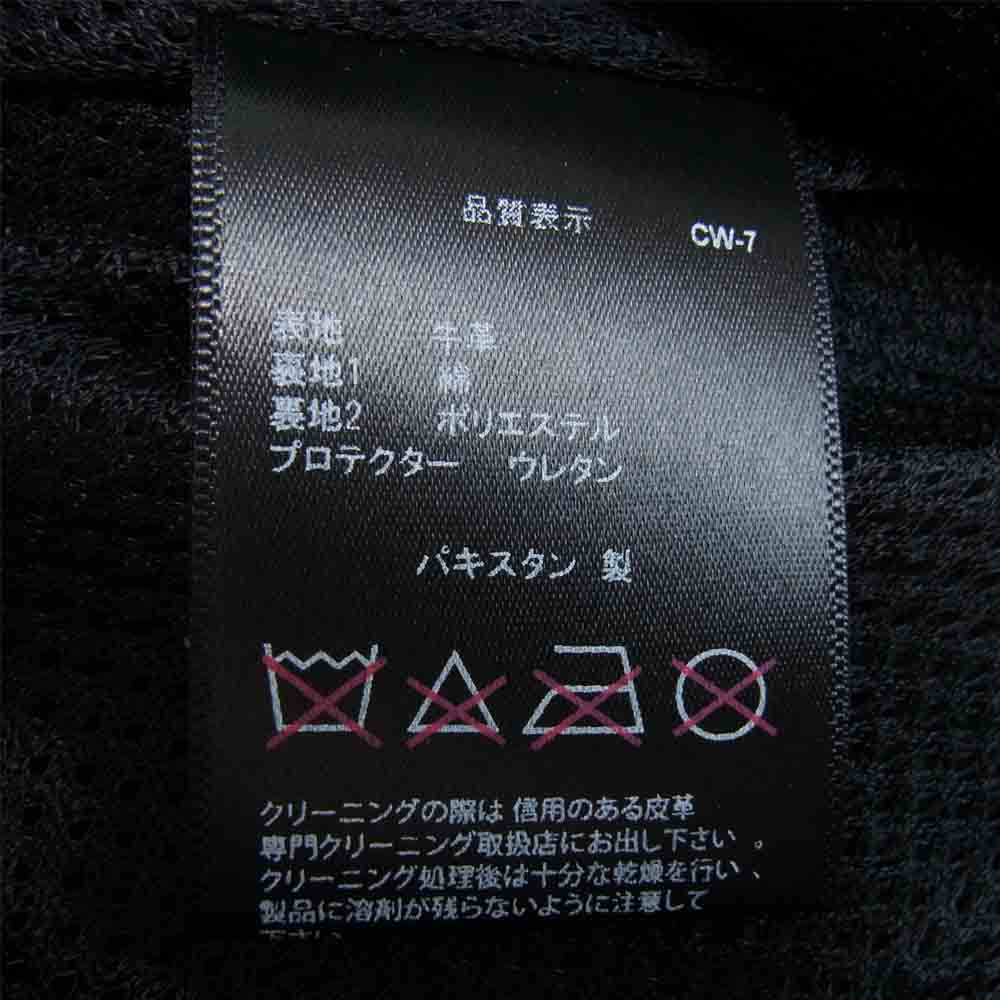 品質表示 CW-7
表地 牛革
裏地1 綿
裏地2 ポリエステル
プロテクター ウレタン
パキスタン 製
クリーニングの際は 信用のある皮革
専門クリーニング取扱店にお出し下さい 。
クリーニング処理後は十分な乾燥を行い 、
製品に溶剤が残らないように注意して
下さい